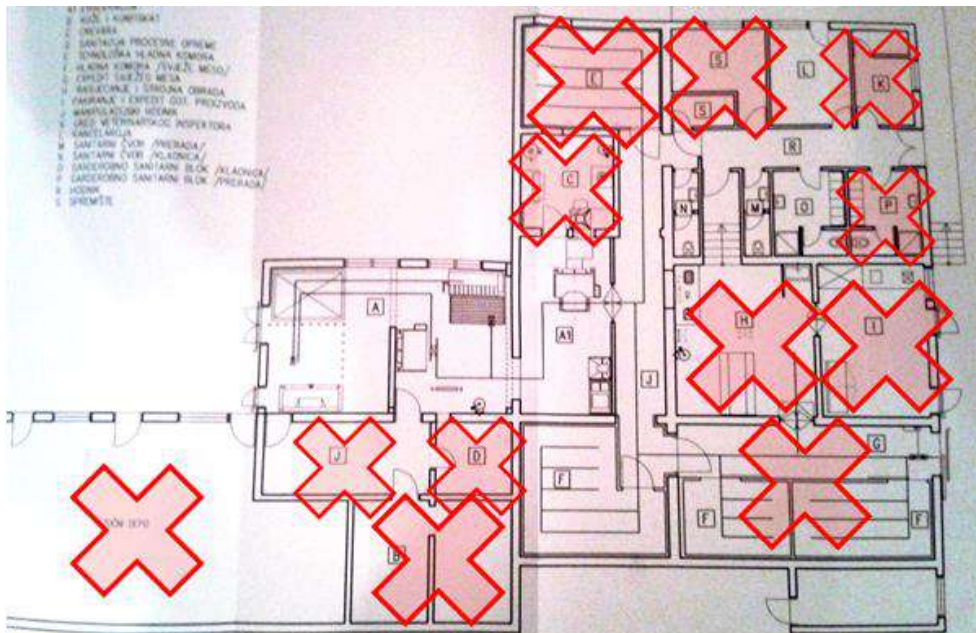 B KOŽE I KONFISKAT
C CREVARA
D SANITACIJA PROCESNE OPREME
E TEHNOLOŠKA HLADNA KOMORA
F HLADNA KOMORA /SVJEŽE MESO/
G EXPEDIT SVJEŽEG MESA
H RASJECANJE I STROJNA OBRADA
I PAKIRANJE I EXPEDIT GOT. PROIZVODA
J MANIPULACIJSKI HODNIK
K URED VETERINARSKOG INSPEKTORA
L KANCELARIJA
M SANITARNI ČVOR /PRERADA/
N SANITARNI ČVOR /KLAONICA/
O GARDEROBNO SANITARNI BLOK /KLAONICA/
P GARDEROBNO SANITARNI BLOK /PRERADA/
R HODNIK
S SPREMIŠTE
E
S
L
K
S
R
C
N
M
O
P
A
H
I
A1
J
J
D
G
F
B
F
F